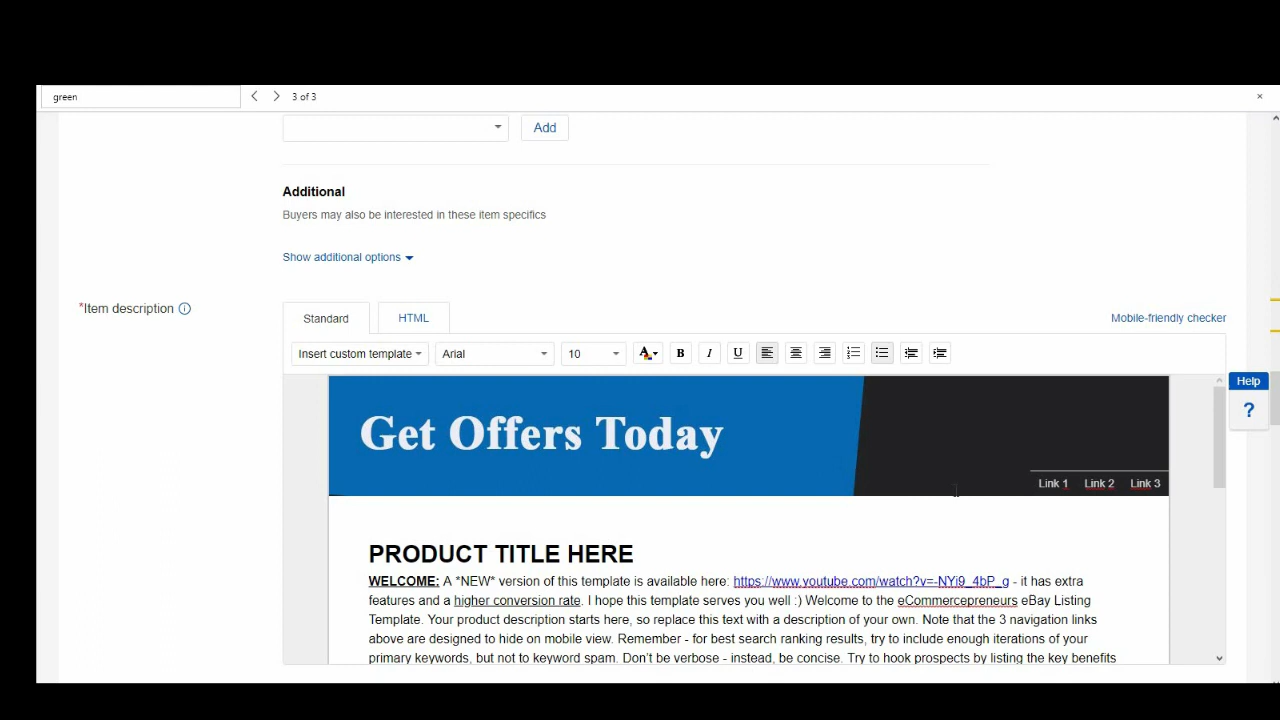 green 3 of 3 ×
Add
Additional
Buyers may also be interested in these item specifics
Show additional options
*Item description
Standard HTML Mobile-friendly checker
Insert custom template Arial 10 A B I U
Help
?
Get Offers Today
Link 1 Link 2 Link 3
PRODUCT TITLE HERE
WELCOME: A *NEW* version of this template is available here: https://www.youtube.com/watch?v=-NYi9_4bP_g - it has extra
features and a higher conversion rate. I hope this template serves you well :) Welcome to the eCommercepreneurs eBay Listing
Template. Your product description starts here, so replace this text with a description of your own. Note that the 3 navigation links
above are designed to hide on mobile view. Remember - for best search ranking results, try to include enough iterations of your
primary keywords, but not to keyword spam. Don't be verbose - instead, be concise. Try to hook prospects by listing the key benefits